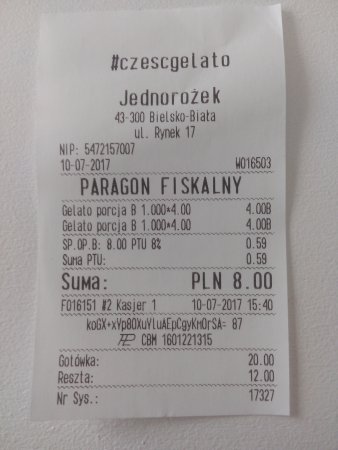 #czescgelato
Jednorożek
43-300 Bielsko-Biała
ul. Rynek 17
NIP: 5472157007
10-07-2017 W016503
PARAGON FISKALNY
Gelato porcja B 1.000*4.00 4.00B
Gelato porcja B 1.000*4.00 4.00B
SP.OP.B: 8.00 PTU 8% 0.59
Suma PTU: 0.59
Suma: PLN 8.00
F016151 #2 Kasjer 1 10-07-2017 15:40
koGX+xYp8OXuYluAEpCgyKmOrSA= 87
CBM 1601221315
Gotówka: 20.00
Reszta: 12.00
Nr Sys.: 17327